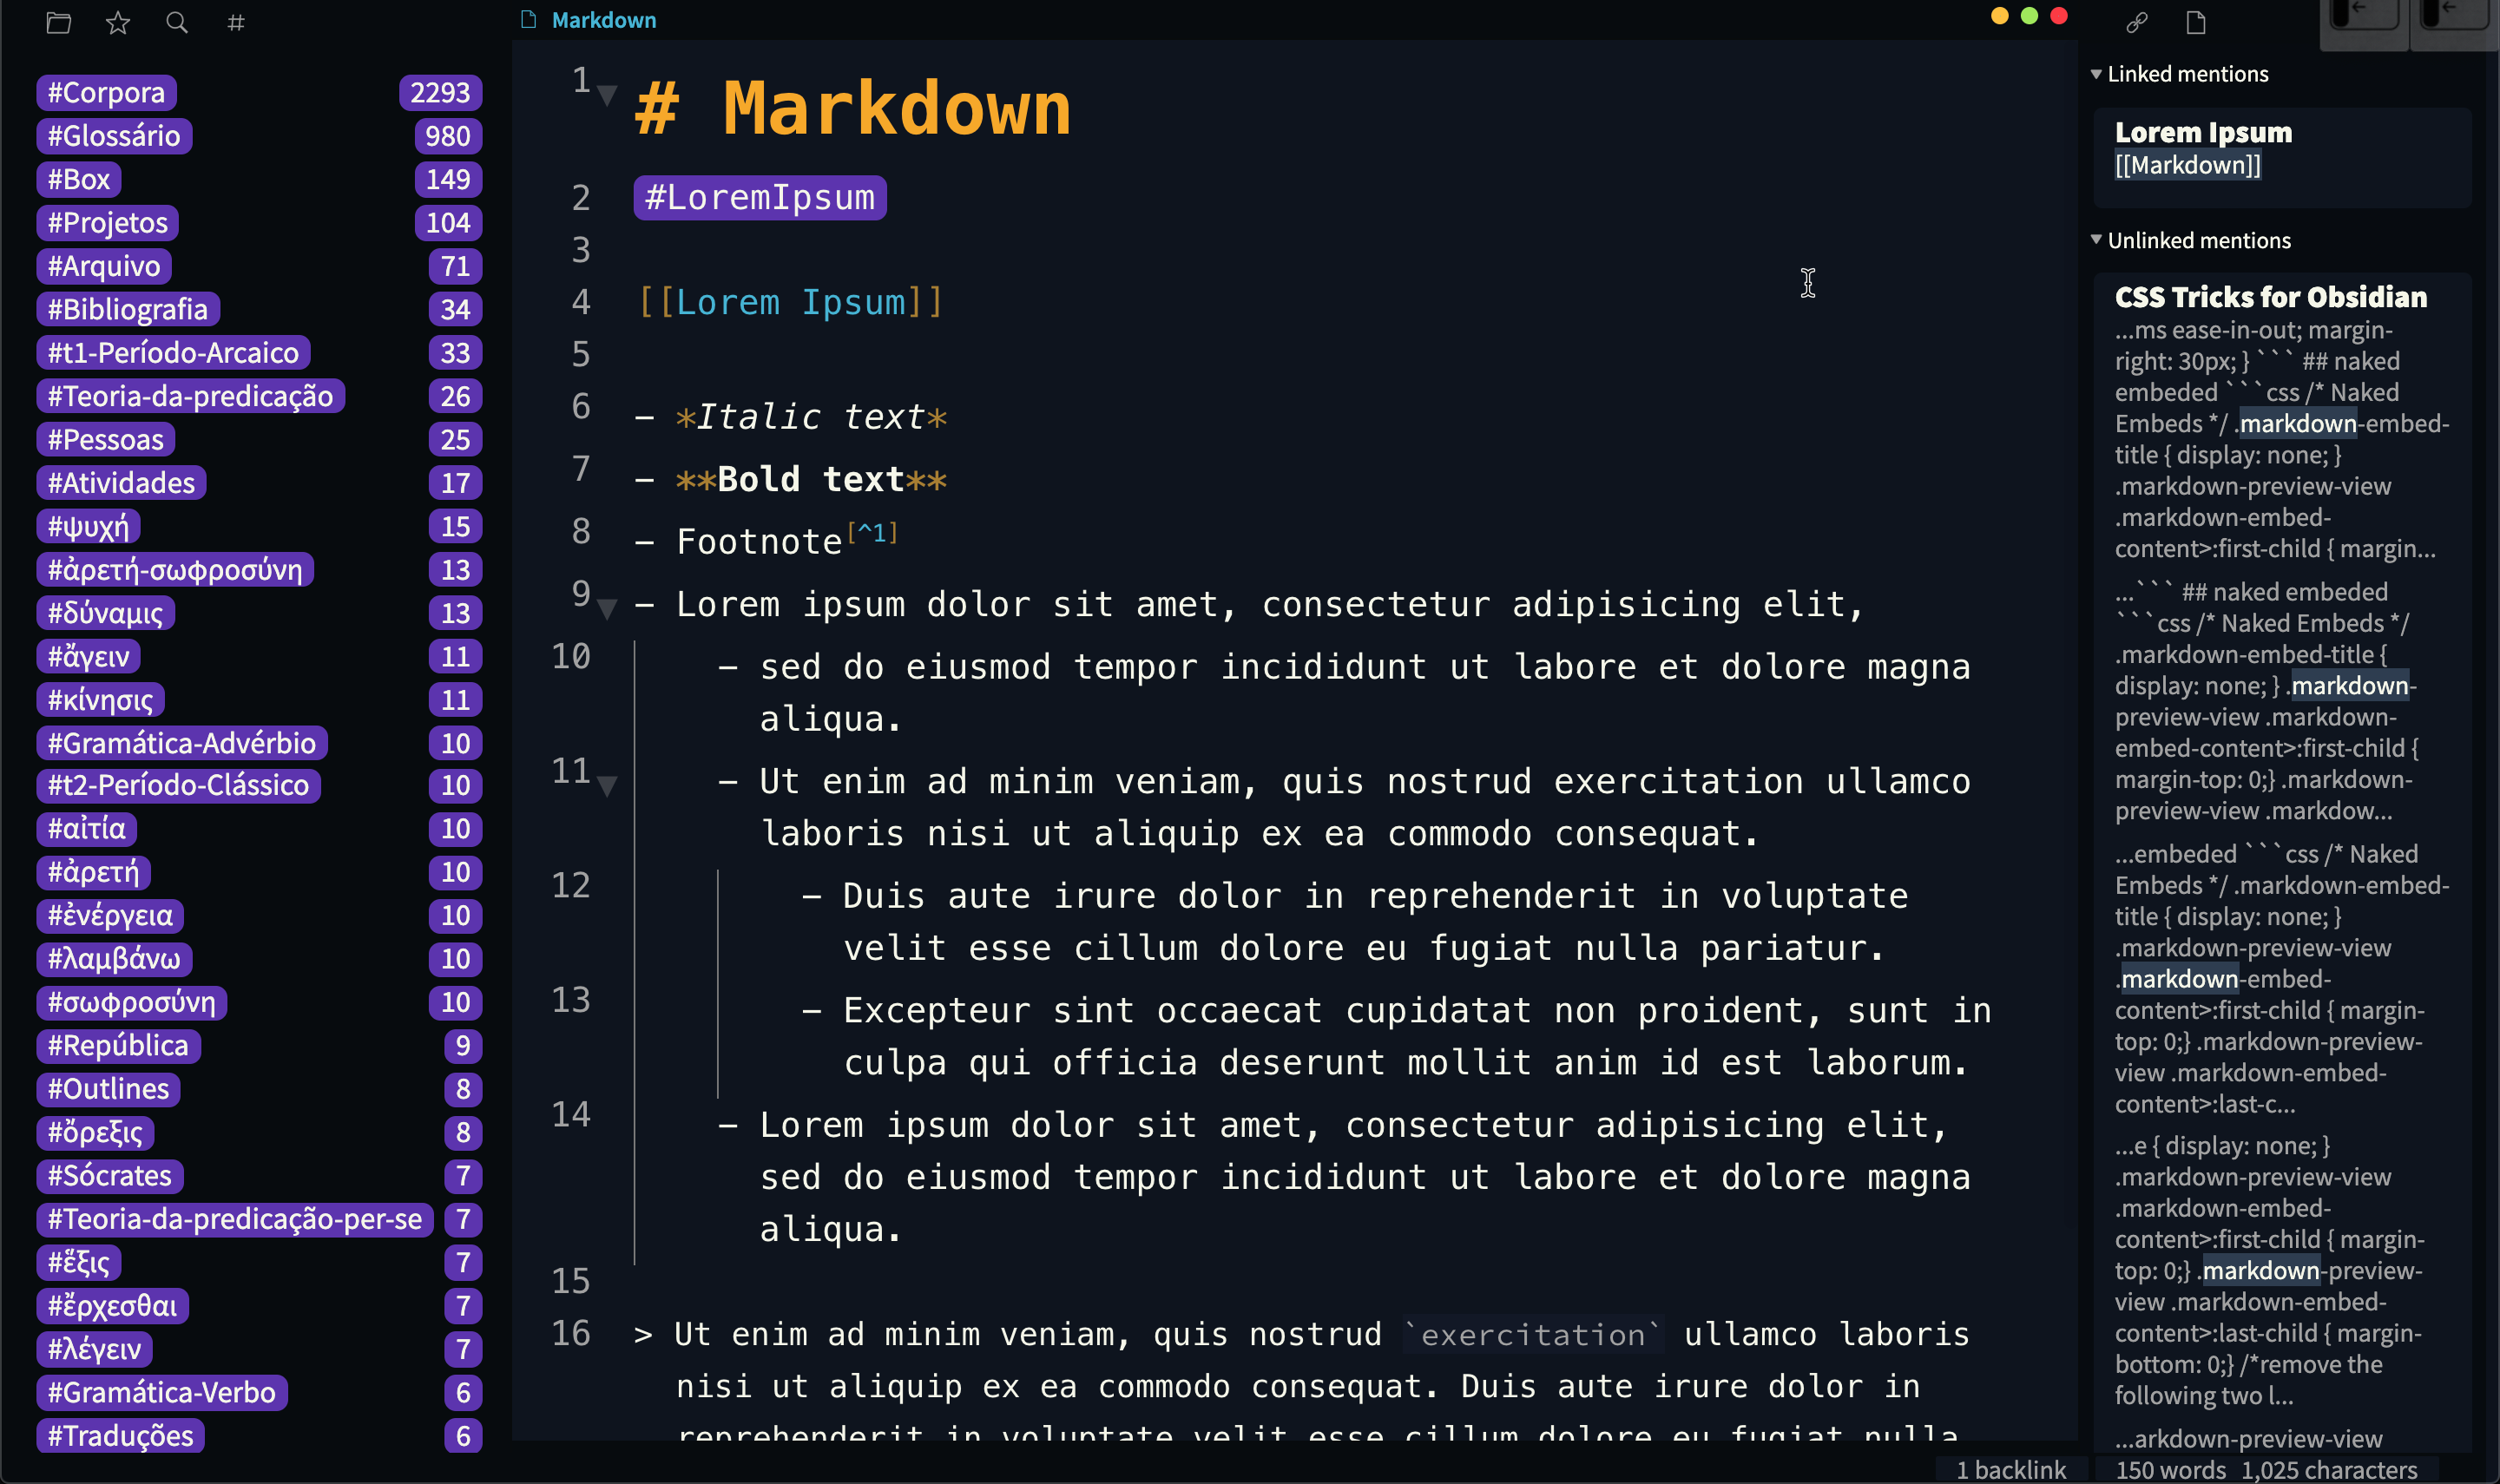 #Corpora 2293
#Glossário 980
#Box 149
#Projetos 104
#Arquivo 71
#Bibliografia 34
#t1-Período-Arcaico 33
#Teoria-da-predicação 26
#Pessoas 25
#Atividades 17
#ψυχή 15
#ἀρετή-σωφροσύνη 13
#δύναμις 13
#ἄγειν 11
#κίνησις 11
#Gramática-Advérbio 10
#t2-Período-Clássico 10
#αἰτία 10
#ἀρετή 10
#ἐνέργεια 10
#λαμβάνω 10
#σωφροσύνη 10
#República 9
#Outlines 8
#ὄρεξις 8
#Sócrates 7
#Teoria-da-predicação-per-se 7
#ἕξις 7
#ἔρχεσθαι 7
#λέγειν 7
#Gramática-Verbo 6
#Traduções 6
Markdown
1 # Markdown
2 #LoremIpsum
3
4 [[Lorem Ipsum]]
5
6 - *Italic text*
7 - **Bold text**
8 - Footnote[^1]
9 - Lorem ipsum dolor sit amet, consectetur adipisicing elit,
10 - sed do eiusmod tempor incididunt ut labore et dolore magna
aliqua.
11 - Ut enim ad minim veniam, quis nostrud exercitation ullamco
laboris nisi ut aliquip ex ea commodo consequat.
12 - Duis aute irure dolor in reprehenderit in voluptate
velit esse cillum dolore eu fugiat nulla pariatur.
13 - Excepteur sint occaecat cupidatat non proident, sunt in
culpa qui officia deserunt mollit anim id est laborum.
14 - Lorem ipsum dolor sit amet, consectetur adipisicing elit,
sed do eiusmod tempor incididunt ut labore et dolore magna
aliqua.
15
16 > Ut enim ad minim veniam, quis nostrud `exercitation` ullamco laboris
nisi ut aliquip ex ea commodo consequat. Duis aute irure dolor in
reprehenderit in voluptate velit esse cillum dolore eu fugiat nulla
Linked mentions
Lorem Ipsum
[[Markdown]]
Unlinked mentions
CSS Tricks for Obsidian
...ms ease-in-out; margin-
right: 30px; } ``` ## naked
embeded ```css /* Naked
Embeds */ .markdown-embed-
title { display: none; }
.markdown-preview-view
.markdown-embed-
content>:first-child { margin...
...``` ## naked embeded
```css /* Naked Embeds */
.markdown-embed-title {
display: none; } .markdown-
preview-view .markdown-
embed-content>:first-child {
margin-top: 0;} .markdown-
preview-view .markdow...
...embeded ```css /* Naked
Embeds */ .markdown-embed-
title { display: none; }
.markdown-preview-view
.markdown-embed-
content>:first-child { margin-
top: 0;} .markdown-preview-
view .markdown-embed-
content>:last-c...
...e { display: none; }
.markdown-preview-view
.markdown-embed-
content>:first-child { margin-
top: 0;} .markdown-preview-
view .markdown-embed-
content>:last-child { margin-
bottom: 0;} /*remove the
following two l...
...arkdown-preview-view
1 backlink 150 words 1,025 characters